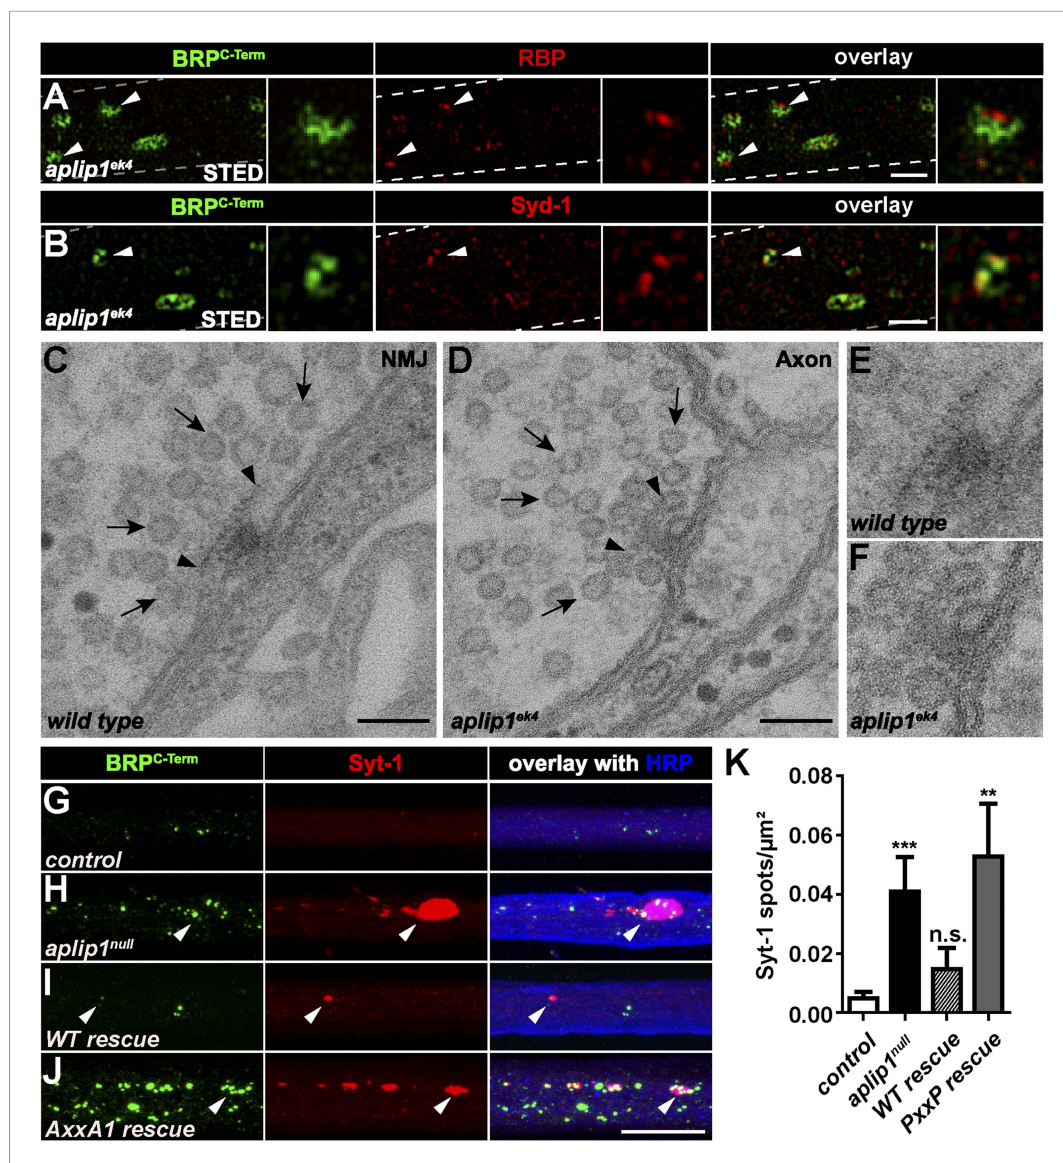 BRP^C-Term RBP overlay
A
aplip1^ek4 STED
BRP^C-Term Syd-1 overlay
B
aplip1^ek4 STED
C NMJ D Axon E
wild type
F
wild type aplip1^ek4 aplip1^ek4
BRP^C-Term Syt-1 overlay with HRP
G
control
H
aplip1^null
I
WT rescue
J
AxxA1 rescue
K
Syt-1 spots/µm²
0.08
0.06
0.04
0.02
0.00
***
n.s.
**
control
aplip1^null
WT rescue
PxxP rescue